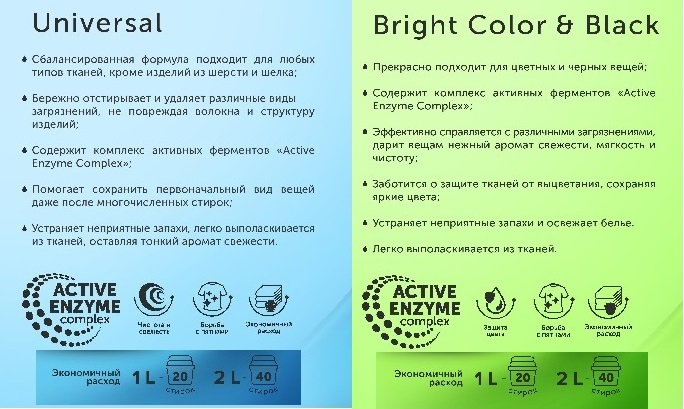 Universal
Сбалансированная формула подходит для любых
типов тканей, кроме изделий из шерсти и шелка;
Бережно отстирывает и удаляет различные виды
загрязнений, не повреждая волокна и структуру
изделий;
Содержит комплекс активных ферментов «Active
Enzyme Complex»;
Помогает сохранить первоначальный вид вещей
даже после многочисленных стирок;
Устраняет неприятные запахи, легко выполаскивается
из тканей, оставляя тонкий аромат свежести.
ACTIVE
ENZYME
complex
Чистота и
свежесть
Борьба
с пятнами
Экономичный
расход
Экономичный
расход
1 L - 20
стирок
2 L - 40
стирок
Bright Color & Black
Прекрасно подходит для цветных и черных вещей;
Содержит комплекс активных ферментов «Active
Enzyme Complex»;
Эффективно справляется с различными загрязнениями,
дарит вещам нежный аромат свежести, мягкость и
чистоту;
Заботится о защите тканей от выцветания, сохраняя
яркие цвета;
Устраняет неприятные запахи и освежает белье.
Легко выполаскивается из тканей.
ACTIVE
ENZYME
complex
Защита
цвета
Борьба
с пятнами
Экономичный
расход
Экономичный
расход
1 L - 20
стирок
2 L - 40
стирок